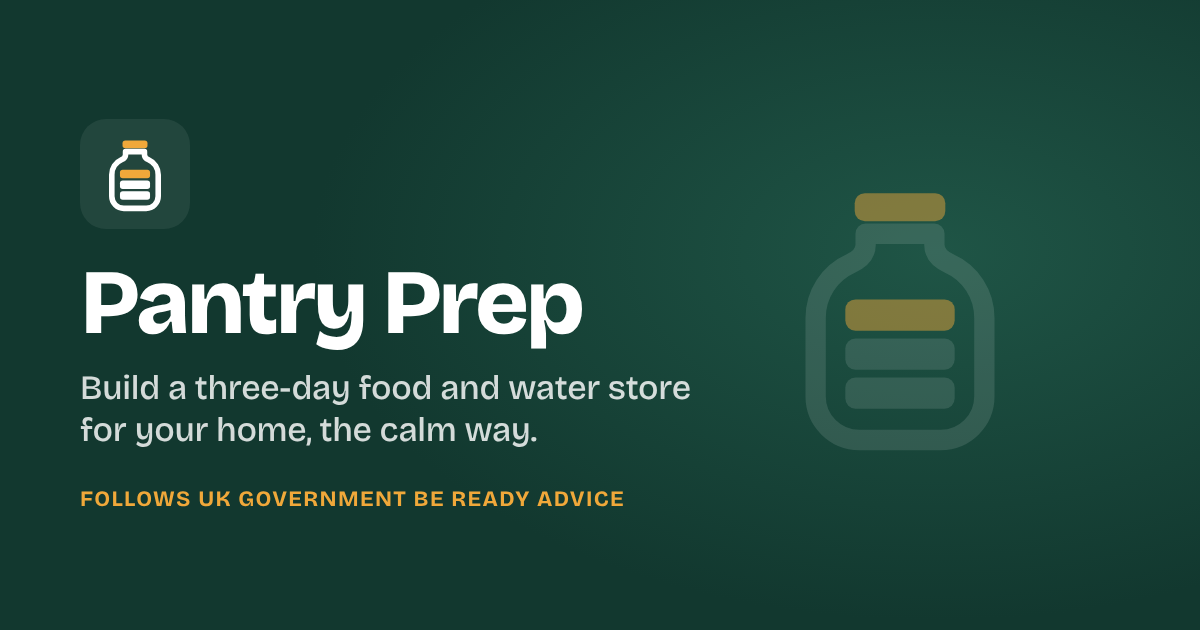 Pantry Prep
Build a three-day food and water store
for your home, the calm way.
FOLLOWS UK GOVERNMENT BE READY ADVICE